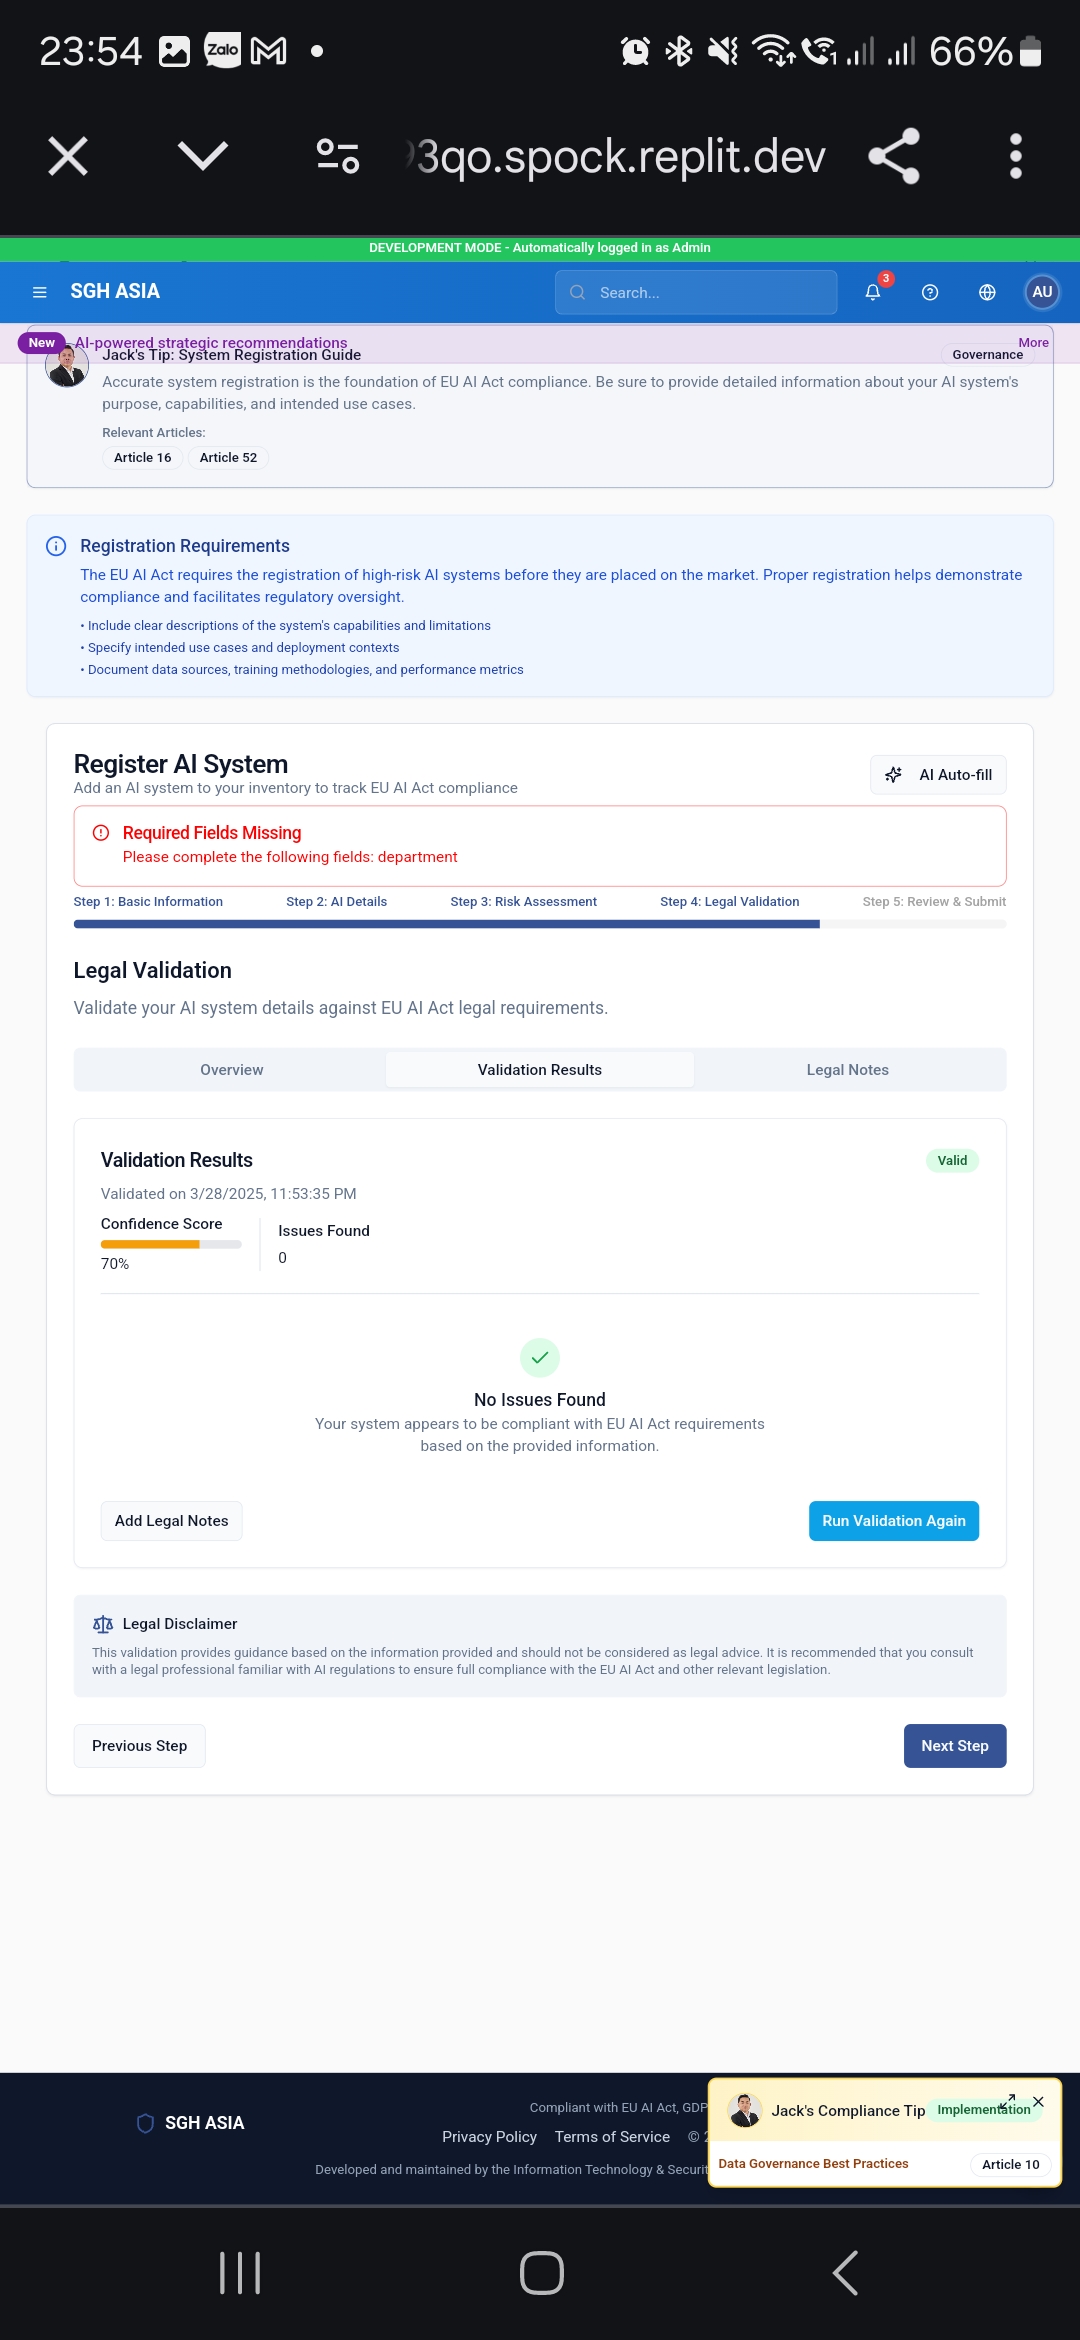 23:54
Zalo
66%
3qo.spock.replit.dev
DEVELOPMENT MODE - Automatically logged in as Admin
SGH ASIA
Search...
3
AU
New
AI-powered strategic recommendations
More
Jack's Tip: System Registration Guide
Governance
Accurate system registration is the foundation of EU AI Act compliance. Be sure to provide detailed information about your AI system's
purpose, capabilities, and intended use cases.
Relevant Articles:
Article 16
Article 52
Registration Requirements
The EU AI Act requires the registration of high-risk AI systems before they are placed on the market. Proper registration helps demonstrate
compliance and facilitates regulatory oversight.
• Include clear descriptions of the system's capabilities and limitations
• Specify intended use cases and deployment contexts
• Document data sources, training methodologies, and performance metrics
Register AI System
Add an AI system to your inventory to track EU AI Act compliance
AI Auto-fill
Required Fields Missing
Please complete the following fields: department
Step 1: Basic Information
Step 2: AI Details
Step 3: Risk Assessment
Step 4: Legal Validation
Step 5: Review & Submit
Legal Validation
Validate your AI system details against EU AI Act legal requirements.
Overview
Validation Results
Legal Notes
Validation Results
Valid
Validated on 3/28/2025, 11:53:35 PM
Confidence Score
70%
Issues Found
0
No Issues Found
Your system appears to be compliant with EU AI Act requirements
based on the provided information.
Add Legal Notes
Run Validation Again
Legal Disclaimer
This validation provides guidance based on the information provided and should not be considered as legal advice. It is recommended that you consult
with a legal professional familiar with AI regulations to ensure full compliance with the EU AI Act and other relevant legislation.
Previous Step
Next Step
SGH ASIA
Compliant with EU AI Act, GDP
Privacy Policy
Terms of Service
©
Developed and maintained by the Information Technology & Securit
Jack's Compliance Tip
Implementation
Data Governance Best Practices
Article 10